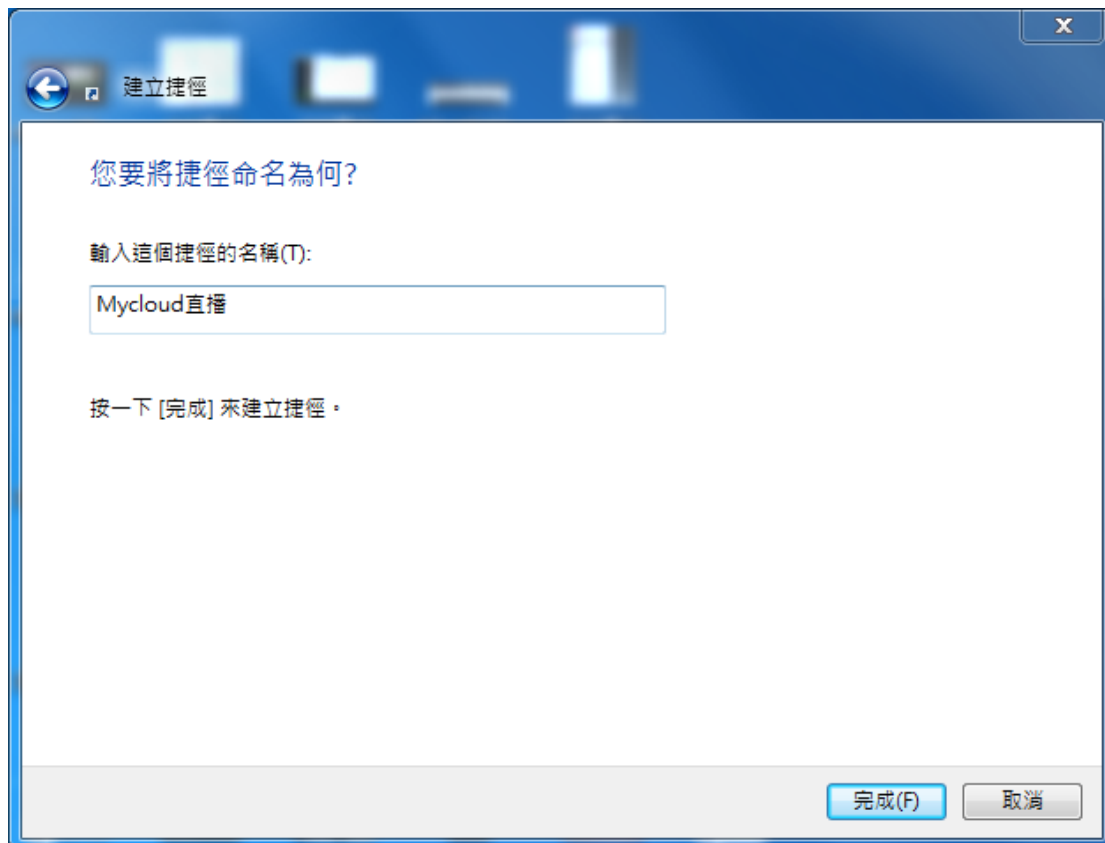 建立捷徑
您要將捷徑命名為何?
輸入這個捷徑的名稱(T):
Mycloud直播
按一下 [完成] 來建立捷徑。
完成(F)
取消